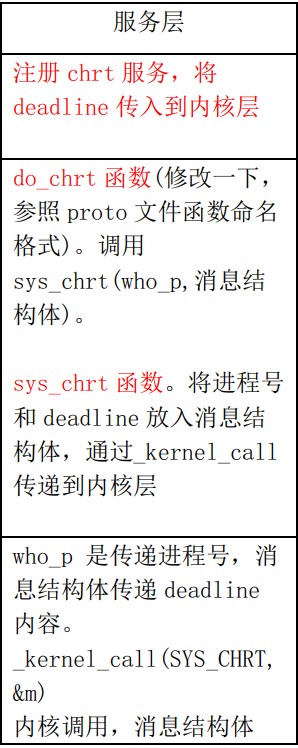 服务层
注册 chrt 服务，将
deadline 传入到内核层
do_chrt 函数(修改一下，
参照 proto 文件函数命名
格式)。调用
sys_chrt(who_p,消息结
构体)。
sys_chrt 函数。将进程号
和 deadline 放入消息结
构体，通过_kernel_call
传递到内核层
who_p 是传递进程号，消
息结构体传递 deadline
内容。
_kernel_call(SYS_CHRT,
&m)
内核调用，消息结构体